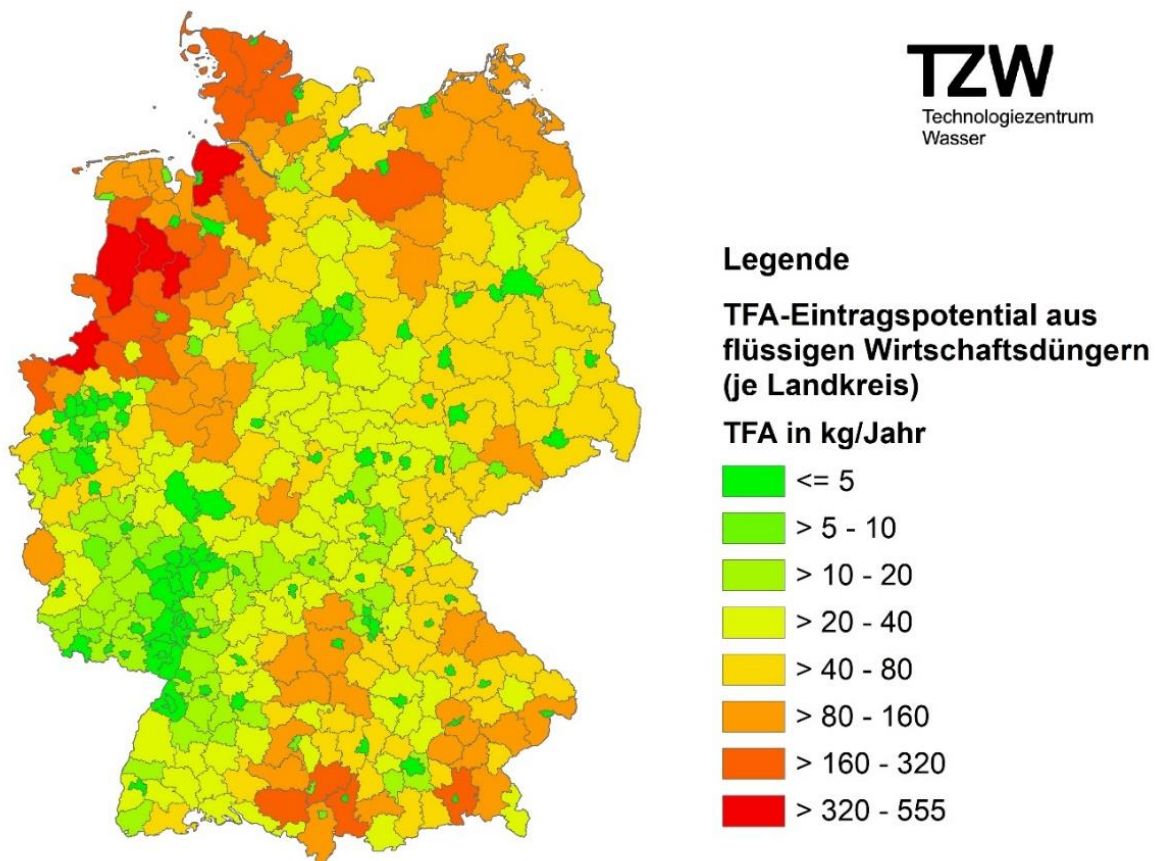 TZW
Technologiezentrum
Wasser
Legende
TFA-Eintragspotential aus
flüssigen Wirtschaftsdüngern
(je Landkreis)
TFA in kg/Jahr
<= 5
> 5 - 10
> 10 - 20
> 20 - 40
> 40 - 80
> 80 - 160
> 160 - 320
> 320 - 555